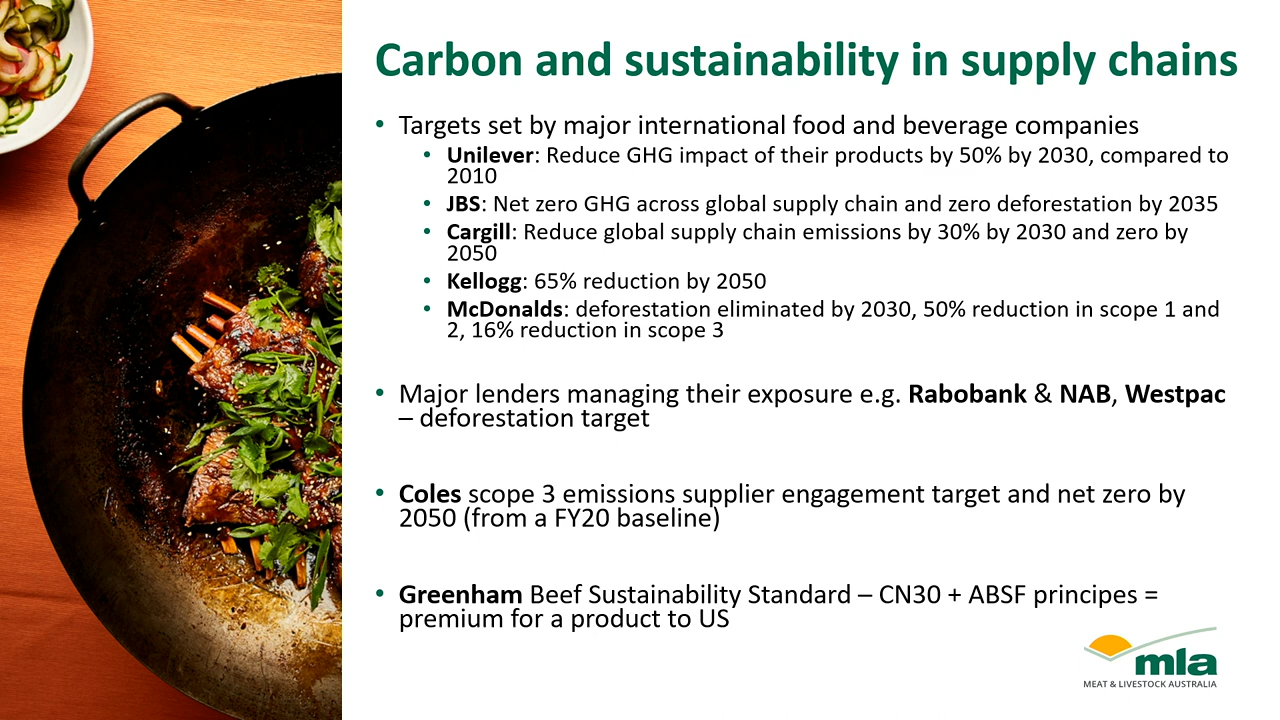 Carbon and sustainability in supply chains
• Targets set by major international food and beverage companies
• Unilever: Reduce GHG impact of their products by 50% by 2030, compared to
2010
• JBS: Net zero GHG across global supply chain and zero deforestation by 2035
• Cargill: Reduce global supply chain emissions by 30% by 2030 and zero by
2050
• Kellogg: 65% reduction by 2050
• McDonalds: deforestation eliminated by 2030, 50% reduction in scope 1 and
2, 16% reduction in scope 3
• Major lenders managing their exposure e.g. Rabobank & NAB, Westpac
– deforestation target
• Coles scope 3 emissions supplier engagement target and net zero by
2050 (from a FY20 baseline)
• Greenham Beef Sustainability Standard – CN30 + ABSF principes =
premium for a product to US
mla
MEAT & LIVESTOCK AUSTRALIA